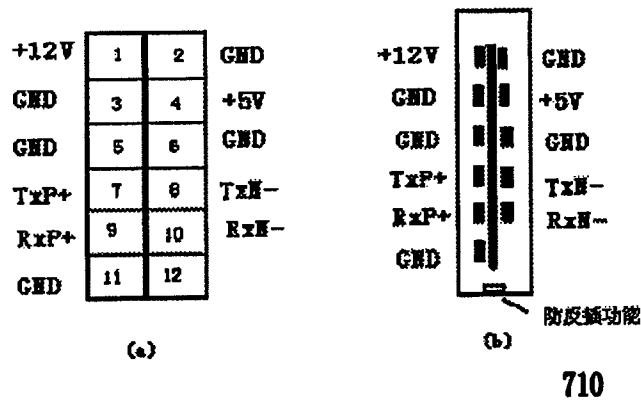 +12V 1 2 GND
GND 3 4 +5V
GND 5 6 GND
TxP+ 7 8 TxN-
RxP+ 9 10 RxN-
GND 11 12
(a)
+12V GND
GND +5V
GND GND
TxP+ TxN-
RxP+ RxN-
GND
防反插功能
(b)
710